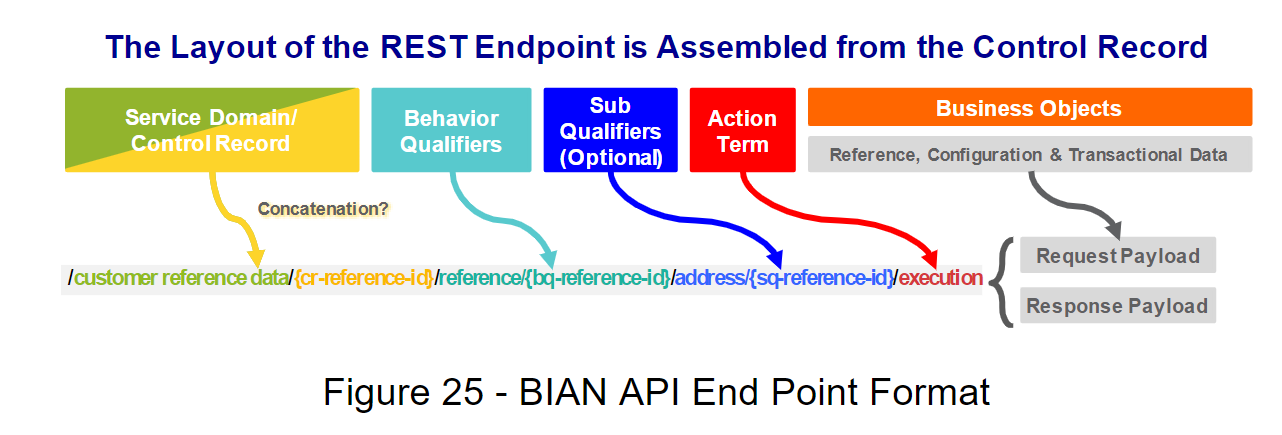 The Layout of the REST Endpoint is Assembled from the Control Record
Service Domain/
Control Record
Behavior
Qualifiers
Sub
Qualifiers
(Optional)
Action
Term
Business Objects
Reference, Configuration & Transactional Data
Concatenation?
/customer reference data/{cr-reference-id}/reference/{bq-reference-id}/address/{sq-reference-id}/execution
Request Payload
Response Payload
Figure 25 - BIAN API End Point Format